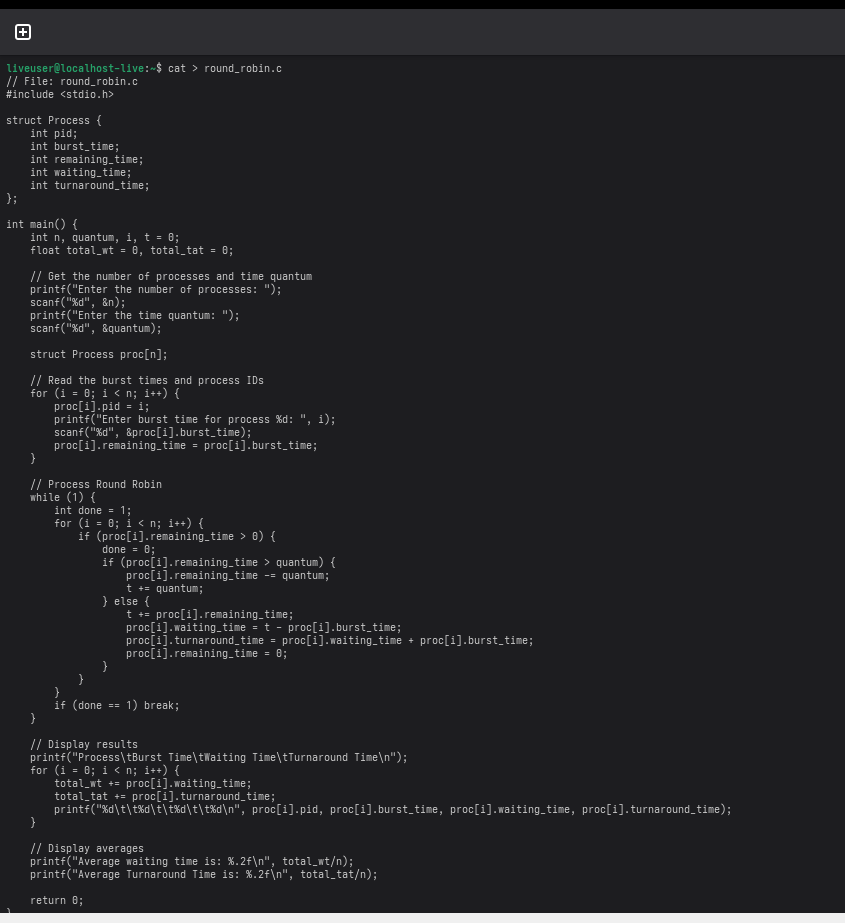 liveuser@localhost-live:~$ cat > round_robin.c
// File: round_robin.c
#include <stdio.h>

struct Process {
    int pid;
    int burst_time;
    int remaining_time;
    int waiting_time;
    int turnaround_time;
};

int main() {
    int n, quantum, i, t = 0;
    float total_wt = 0, total_tat = 0;

    // Get the number of processes and time quantum
    printf("Enter the number of processes: ");
    scanf("%d", &n);
    printf("Enter the time quantum: ");
    scanf("%d", &quantum);

    struct Process proc[n];

    // Read the burst times and process IDs
    for (i = 0; i < n; i++) {
        proc[i].pid = i;
        printf("Enter burst time for process %d: ", i);
        scanf("%d", &proc[i].burst_time);
        proc[i].remaining_time = proc[i].burst_time;
    }

    // Process Round Robin
    while (1) {
        int done = 1;
        for (i = 0; i < n; i++) {
            if (proc[i].remaining_time > 0) {
                done = 0;
                if (proc[i].remaining_time > quantum) {
                    proc[i].remaining_time -= quantum;
                    t += quantum;
                } else {
                    t += proc[i].remaining_time;
                    proc[i].waiting_time = t - proc[i].burst_time;
                    proc[i].turnaround_time = proc[i].waiting_time + proc[i].burst_time;
                    proc[i].remaining_time = 0;
                }
            }
        }
        if (done == 1) break;
    }

    // Display results
    printf("Process\tBurst Time\tWaiting Time\tTurnaround Time\n");
    for (i = 0; i < n; i++) {
        total_wt += proc[i].waiting_time;
        total_tat += proc[i].turnaround_time;
        printf("%d\t\t%d\t\t%d\t\t%d\n", proc[i].pid, proc[i].burst_time, proc[i].waiting_time, proc[i].turnaround_time);
    }

    // Display averages
    printf("Average waiting time is: %.2f\n", total_wt/n);
    printf("Average Turnaround Time is: %.2f\n", total_tat/n);

    return 0;
}